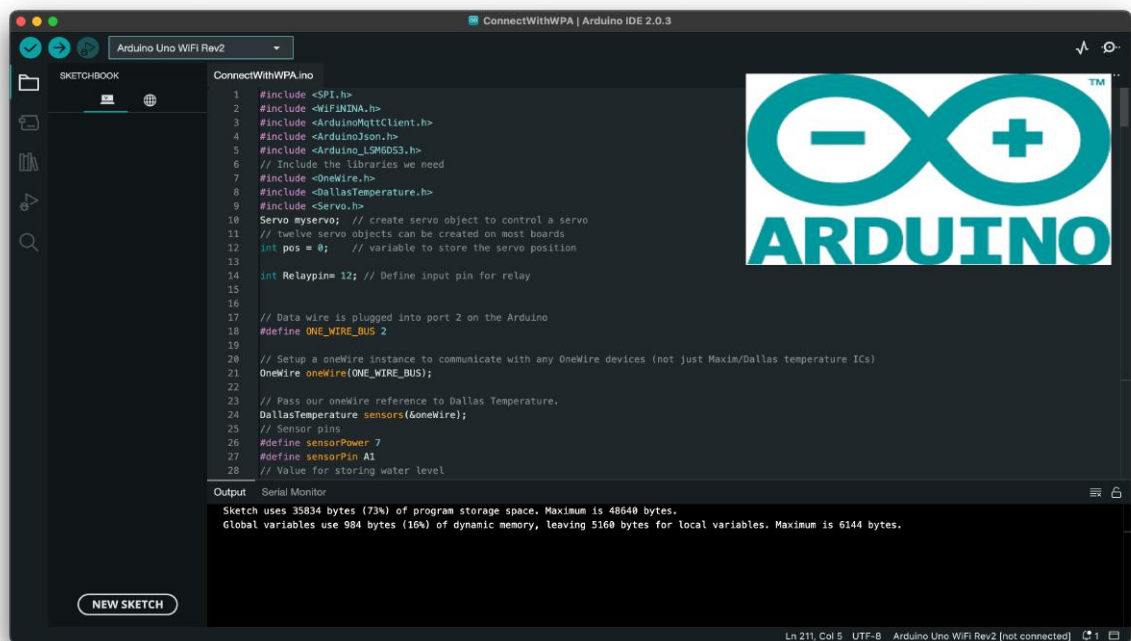 ConnectWithWPA | Arduino IDE 2.0.3
Arduino Uno WiFi Rev2
SKETCHBOOK
ConnectWithWPA.ino
1 #include <SPI.h>
2 #include <WiFiNINA.h>
3 #include <ArduinoMqttClient.h>
4 #include <ArduinoJson.h>
5 #include <Arduino_LSM6DS3.h>
6 // Include the libraries we need
7 #include <OneWire.h>
8 #include <DallasTemperature.h>
9 #include <Servo.h>
10 Servo myservo;  // create servo object to control a servo
11 // twelve servo objects can be created on most boards
12 int pos = 0;    // variable to store the servo position
13
14 int Relaypin= 12; // Define input pin for relay
15
16
17 // Data wire is plugged into port 2 on the Arduino
18 #define ONE_WIRE_BUS 2
19
20 // Setup a oneWire instance to communicate with any OneWire devices (not just Maxim/Dallas temperature ICs)
21 OneWire oneWire(ONE_WIRE_BUS);
22
23 // Pass our oneWire reference to Dallas Temperature.
24 DallasTemperature sensors(&oneWire);
25 // Sensor pins
26 #define sensorPower 7
27 #define sensorPin A1
28 // Value for storing water level
TM
ARDUINO
Output Serial Monitor
Sketch uses 35834 bytes (73%) of program storage space. Maximum is 48640 bytes.
Global variables use 984 bytes (16%) of dynamic memory, leaving 5160 bytes for local variables. Maximum is 6144 bytes.
NEW SKETCH
Ln 211, Col 5 UTF-8 Arduino Uno WiFi Rev2 [not connected] 1